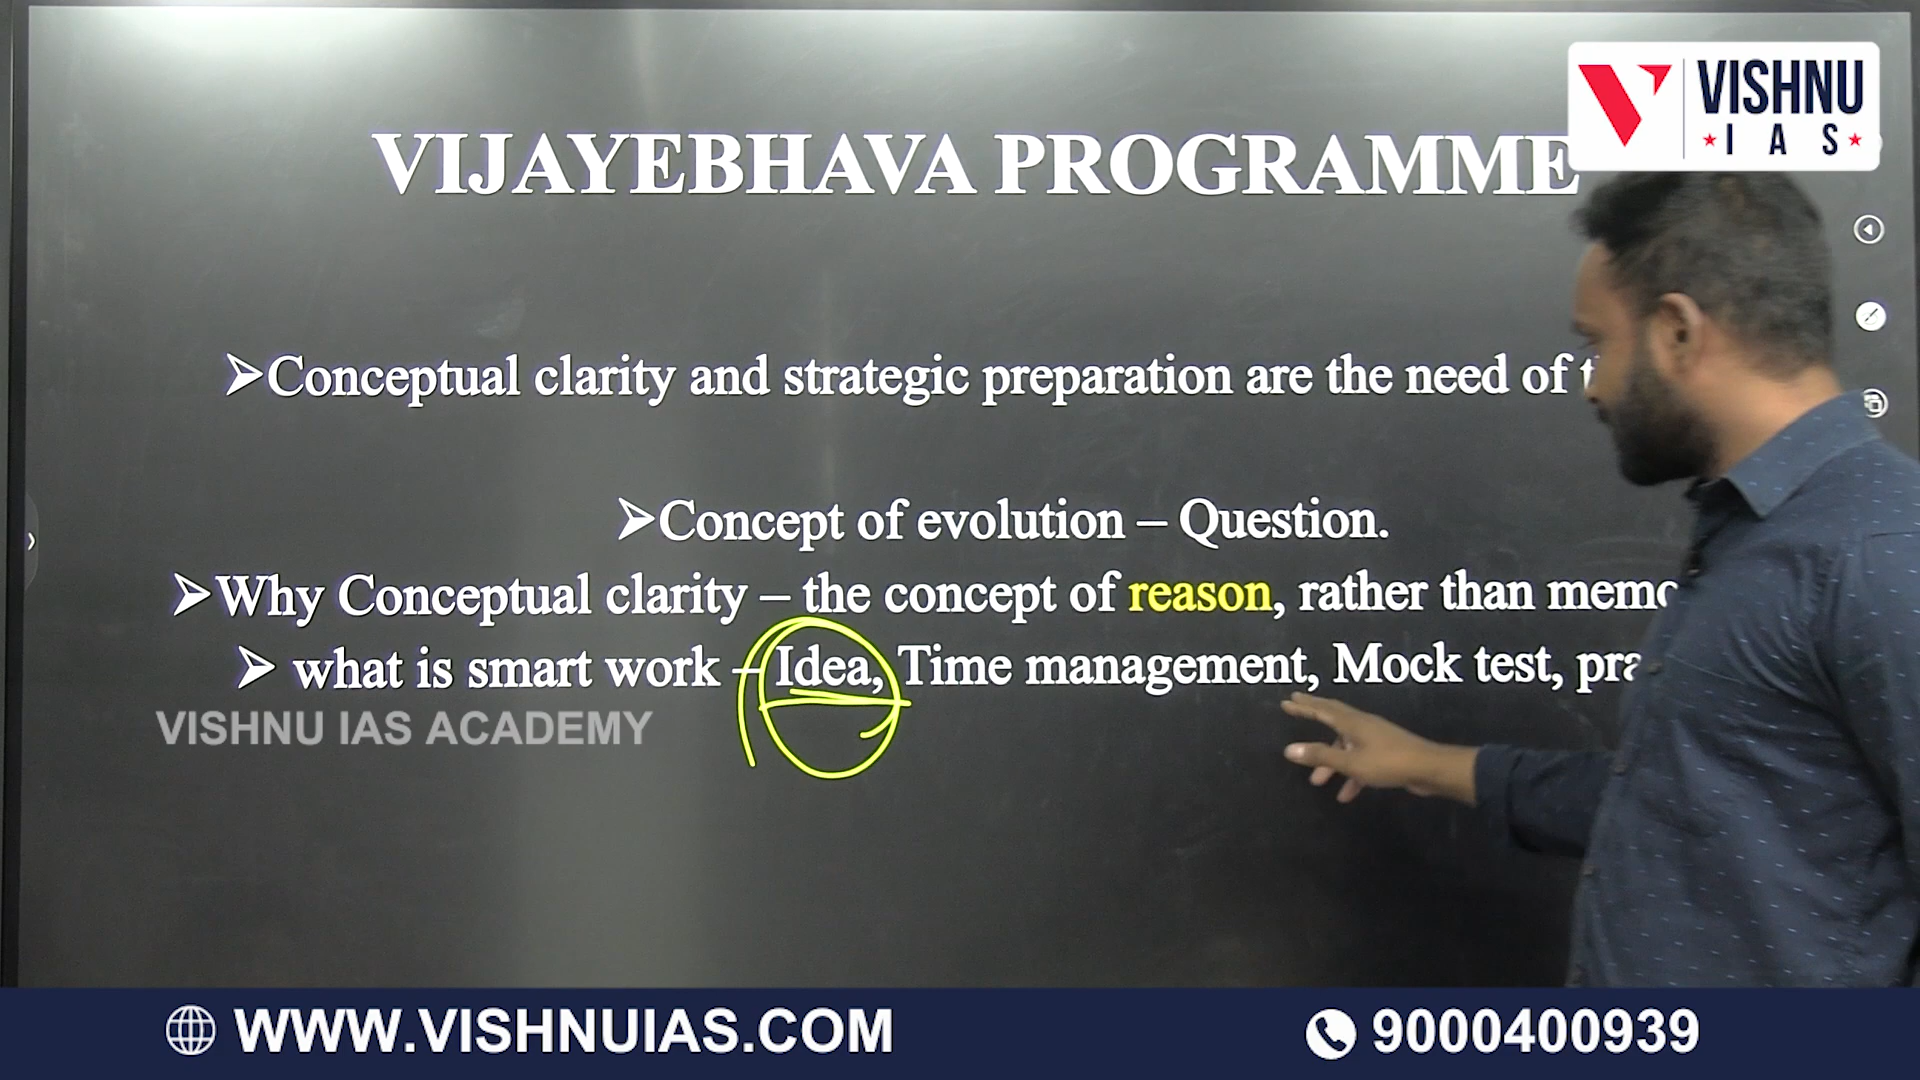 VISHNU
IAS
VIJAYEBHAVA PROGRAMME
➢Conceptual clarity and strategic preparation are the need of
➢Concept of evolution – Question.
➢Why Conceptual clarity – the concept of reason, rather than
➢ what is smart work – Idea, Time management, Mock test,
VISHNU IAS ACADEMY
WWW.VISHNUIAS.COM
9000400939